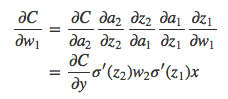 ∂C/∂w₁ = ∂C/∂a₂ ∂a₂/∂z₂ ∂z₂/∂a₁ ∂a₁/∂z₁ ∂z₁/∂w₁
= ∂C/∂y σ′(z₂)w₂σ′(z₁)x